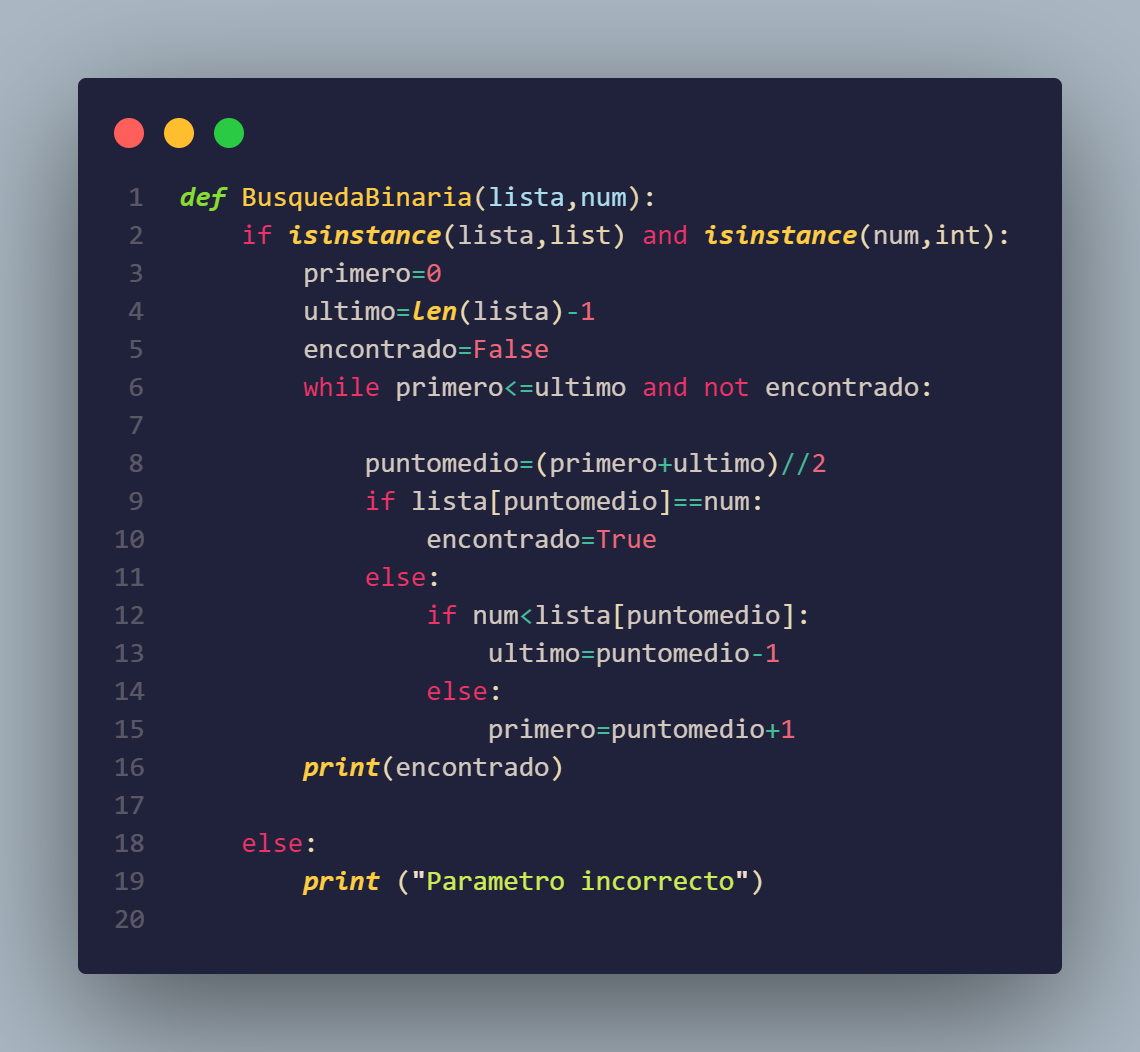 1 def BusquedaBinaria(lista,num):
2     if isinstance(lista,list) and isinstance(num,int):
3         primero=0
4         ultimo=len(lista)-1
5         encontrado=False
6         while primero<=ultimo and not encontrado:
7
8             puntomedio=(primero+ultimo)//2
9             if lista[puntomedio]==num:
10                 encontrado=True
11             else:
12                 if num<lista[puntomedio]:
13                     ultimo=puntomedio-1
14                 else:
15                     primero=puntomedio+1
16         print(encontrado)
17
18     else:
19         print ("Parametro incorrecto")
20